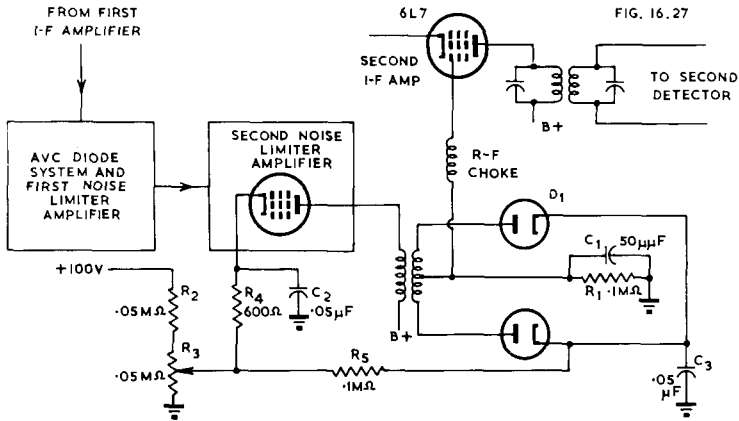 FROM FIRST
I-F AMPLIFIER
6L7
FIG. 16.27
SECOND
I-F AMP
TO SECOND
DETECTOR
B+
AVC DIODE
SYSTEM AND
FIRST NOISE
LIMITER
AMPLIFIER
SECOND NOISE
LIMITER
AMPLIFIER
R-F
CHOKE
D1
C1
50μμF
R1 .1MΩ
+100V
R2
.05MΩ
R4
600Ω
C2
.05μF
B+
R3
.05MΩ
R5
.1MΩ
C3
.05
μF